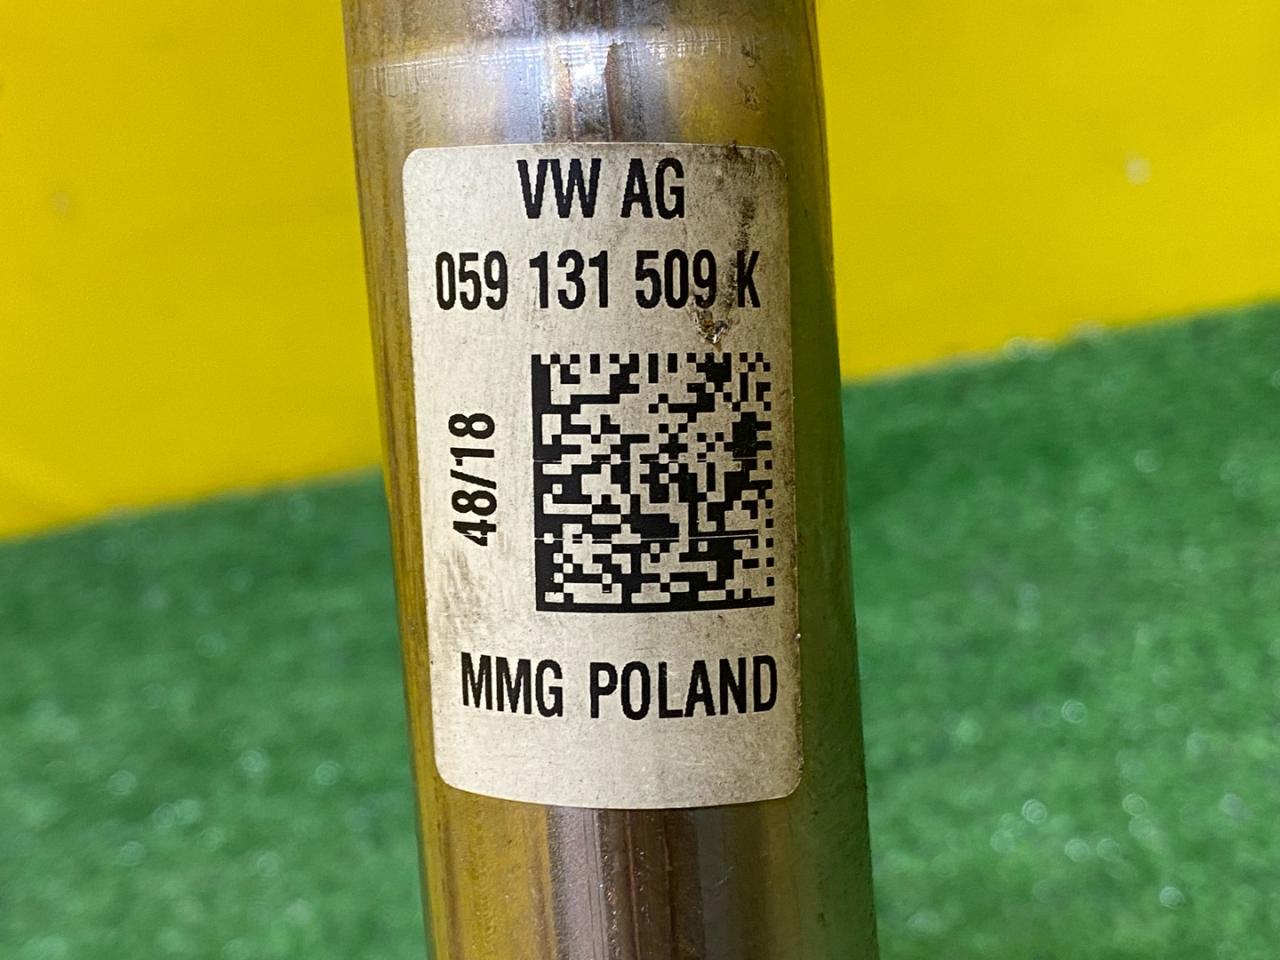 VW AG
059 131 509 K
48/18
MMG POLAND